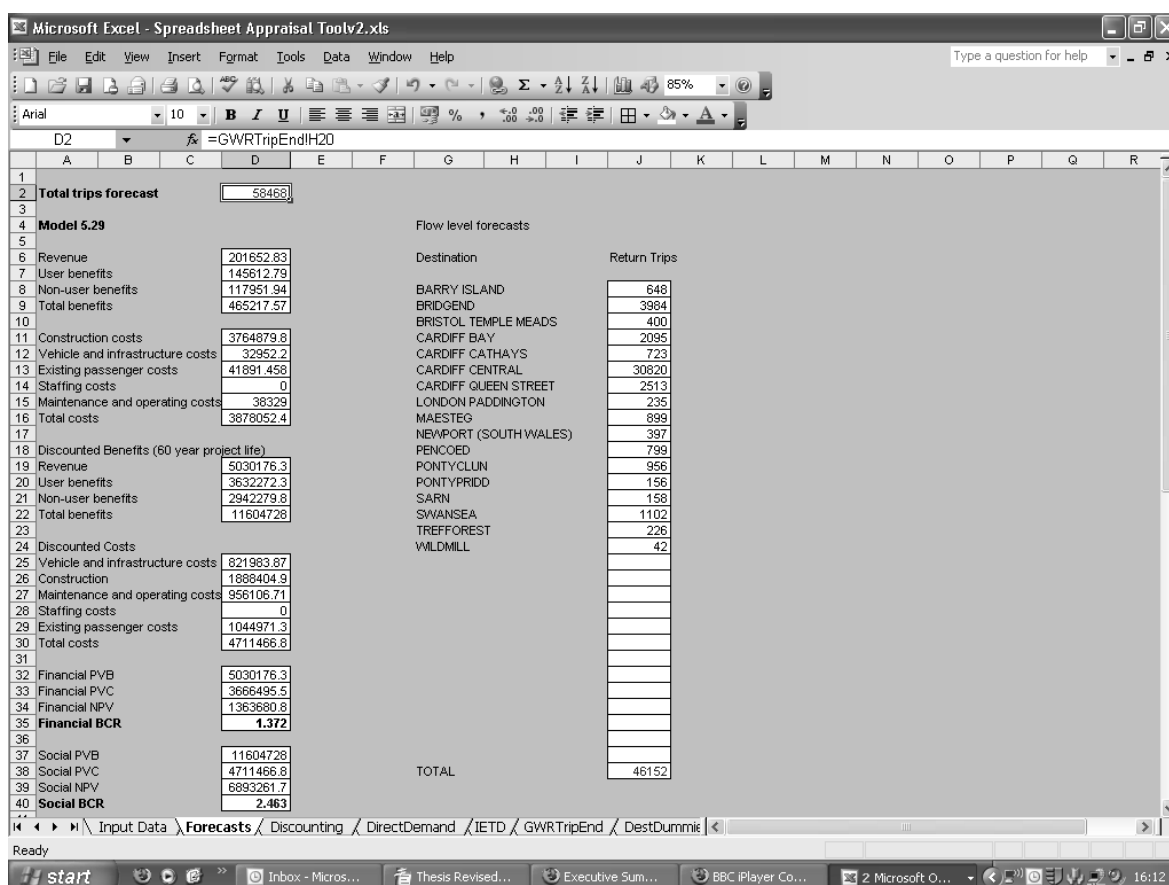 Microsoft Excel - Spreadsheet Appraisal Toolv2.xls
File Edit View Insert Format Tools Data Window Help Type a question for help
85%
Arial 10 B I U
D2 fx =GWRTripEnd!H20
A B C D E F G H I J K L M N O P Q R
1
2 Total trips forecast 58468
3
4 Model 5.29 Flow level forecasts
5
6 Revenue 201652.83 Destination Return Trips
7 User benefits 145612.79
8 Non-user benefits 117951.94 BARRY ISLAND 648
9 Total benefits 465217.57 BRIDGEND 3984
10 BRISTOL TEMPLE MEADS 400
11 Construction costs 3764879.8 CARDIFF BAY 2095
12 Vehicle and infrastructure costs 32952.2 CARDIFF CATHAYS 723
13 Existing passenger costs 41891.458 CARDIFF CENTRAL 30820
14 Staffing costs 0 CARDIFF QUEEN STREET 2513
15 Maintenance and operating costs 38329 LONDON PADDINGTON 235
16 Total costs 3878052.4 MAESTEG 899
17 NEWPORT (SOUTH WALES) 397
18 Discounted Benefits (60 year project life) PENCOED 799
19 Revenue 5030176.3 PONTYCLUN 956
20 User benefits 3632272.3 PONTYPRIDD 156
21 Non-user benefits 2942279.8 SARN 158
22 Total benefits 11604728 SWANSEA 1102
23 TREFFOREST 226
24 Discounted Costs WILDMILL 42
25 Vehicle and infrastructure costs 821983.87
26 Construction 1888404.9
27 Maintenance and operating costs 956106.71
28 Staffing costs 0
29 Existing passenger costs 1044971.3
30 Total costs 4711466.8
31
32 Financial PVB 5030176.3
33 Financial PVC 3666495.5
34 Financial NPV 1363680.8
35 Financial BCR 1.372
36
37 Social PVB 11604728
38 Social PVC 4711466.8 TOTAL 46152
39 Social NPV 6893261.7
40 Social BCR 2.463
Input Data Forecasts Discounting DirectDemand IETD GWRTripEnd DestDummie
Ready
start Inbox - Micros... Thesis Revised... Executive Sum... BBC iPlayer Co... 2 Microsoft O... 16:12